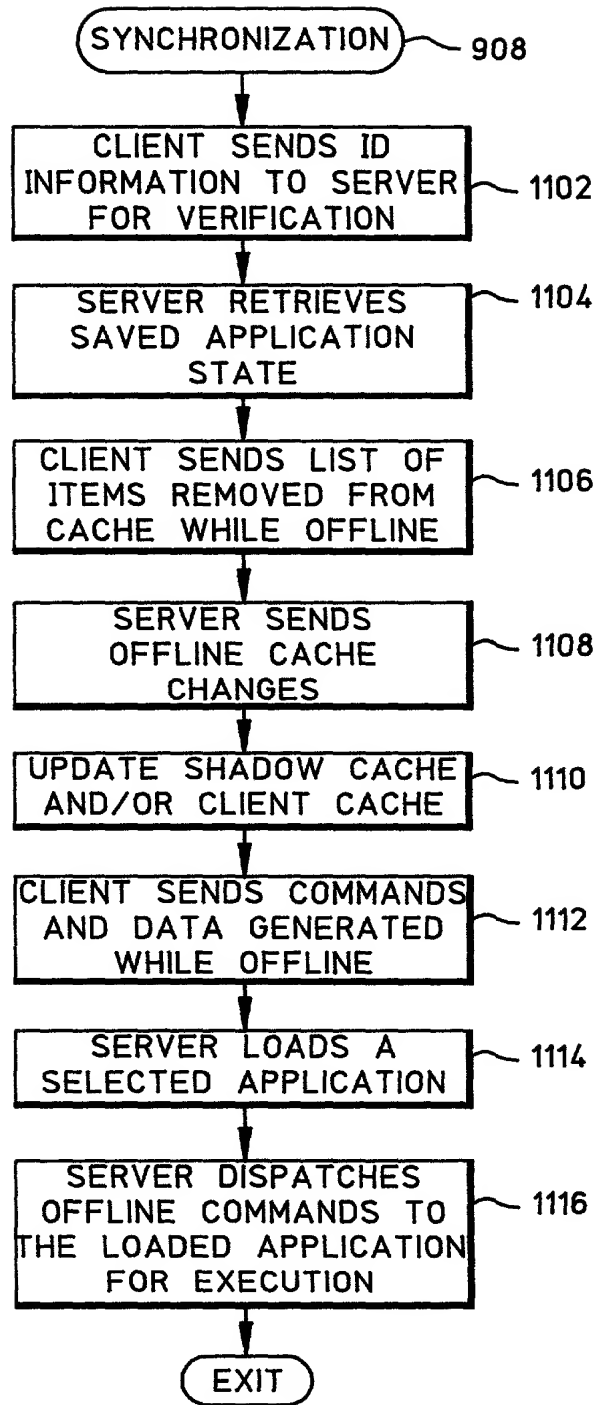 SYNCHRONIZATION
908
CLIENT SENDS ID
INFORMATION TO SERVER
FOR VERIFICATION
1102
SERVER RETRIEVES
SAVED APPLICATION
STATE
1104
CLIENT SENDS LIST OF
ITEMS REMOVED FROM
CACHE WHILE OFFLINE
1106
SERVER SENDS
OFFLINE CACHE
CHANGES
1108
UPDATE SHADOW CACHE
AND/OR CLIENT CACHE
1110
CLIENT SENDS COMMANDS
AND DATA GENERATED
WHILE OFFLINE
1112
SERVER LOADS A
SELECTED APPLICATION
1114
SERVER DISPATCHES
OFFLINE COMMANDS TO
THE LOADED APPLICATION
FOR EXECUTION
1116
EXIT